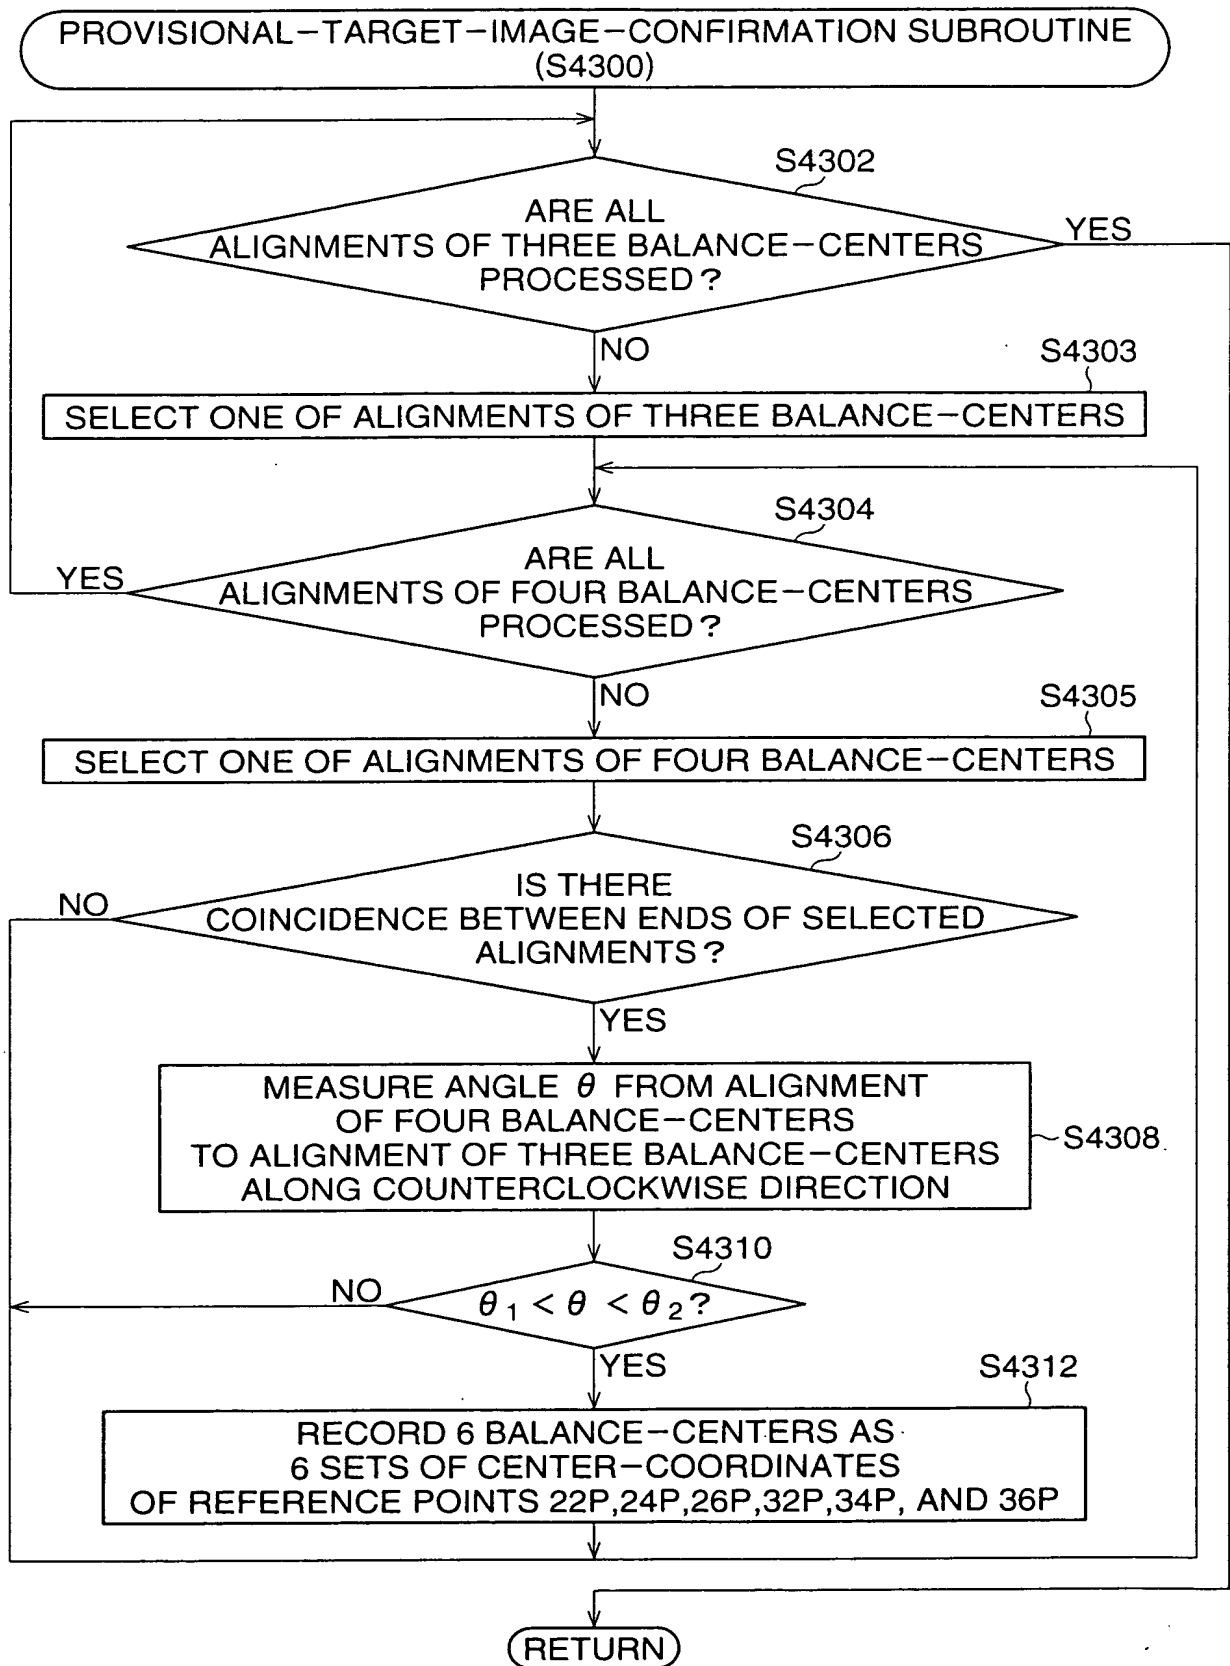 PROVISIONAL-TARGET-IMAGE-CONFIRMATION SUBROUTINE
(S4300)
S4302
ARE ALL
ALIGNMENTS OF THREE BALANCE-CENTERS
PROCESSED?
YES
NO
S4303
SELECT ONE OF ALIGNMENTS OF THREE BALANCE-CENTERS
S4304
ARE ALL
ALIGNMENTS OF FOUR BALANCE-CENTERS
PROCESSED?
YES
NO
S4305
SELECT ONE OF ALIGNMENTS OF FOUR BALANCE-CENTERS
S4306
IS THERE
COINCIDENCE BETWEEN ENDS OF SELECTED
ALIGNMENTS?
NO
YES
MEASURE ANGLE θ FROM ALIGNMENT
OF FOUR BALANCE-CENTERS
TO ALIGNMENT OF THREE BALANCE-CENTERS
ALONG COUNTERCLOCKWISE DIRECTION
S4308
S4310
NO
θ1 < θ < θ2?
YES
S4312
RECORD 6 BALANCE-CENTERS AS
6 SETS OF CENTER-COORDINATES
OF REFERENCE POINTS 22P,24P,26P,32P,34P, AND 36P
RETURN